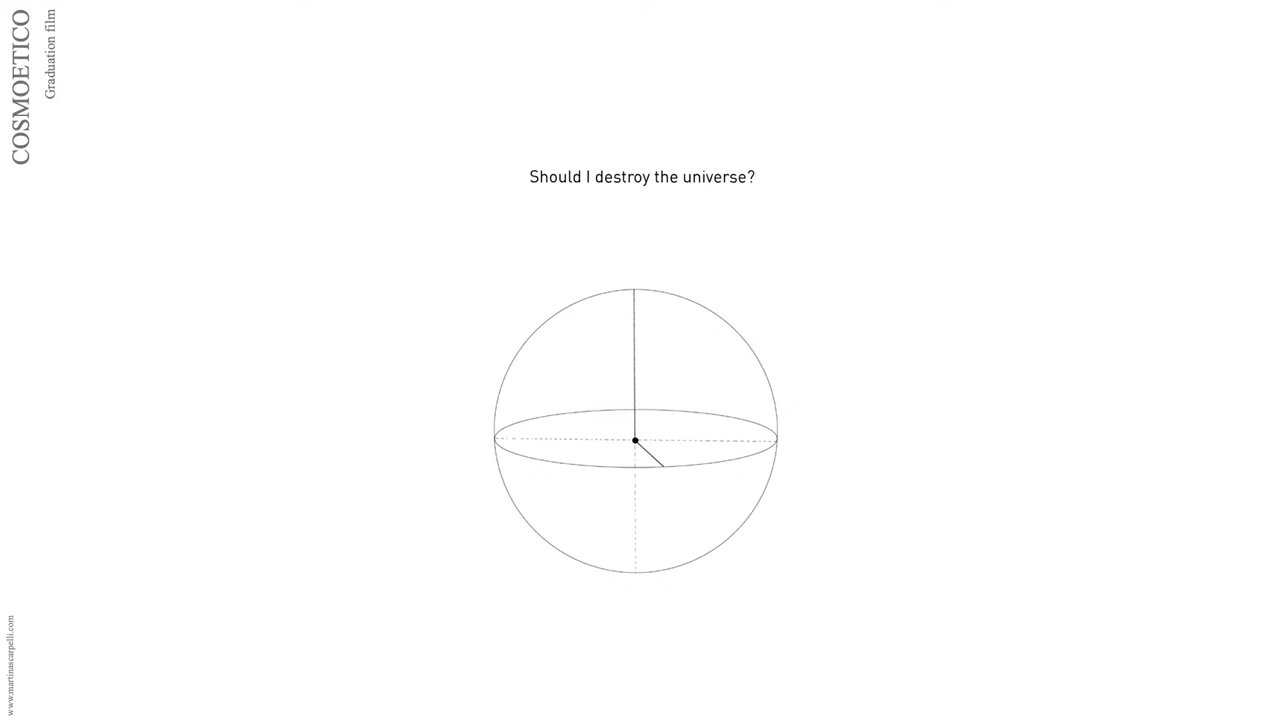 COSMOETICO
Graduation film
Should I destroy the universe?
www.martinascarpelli.com